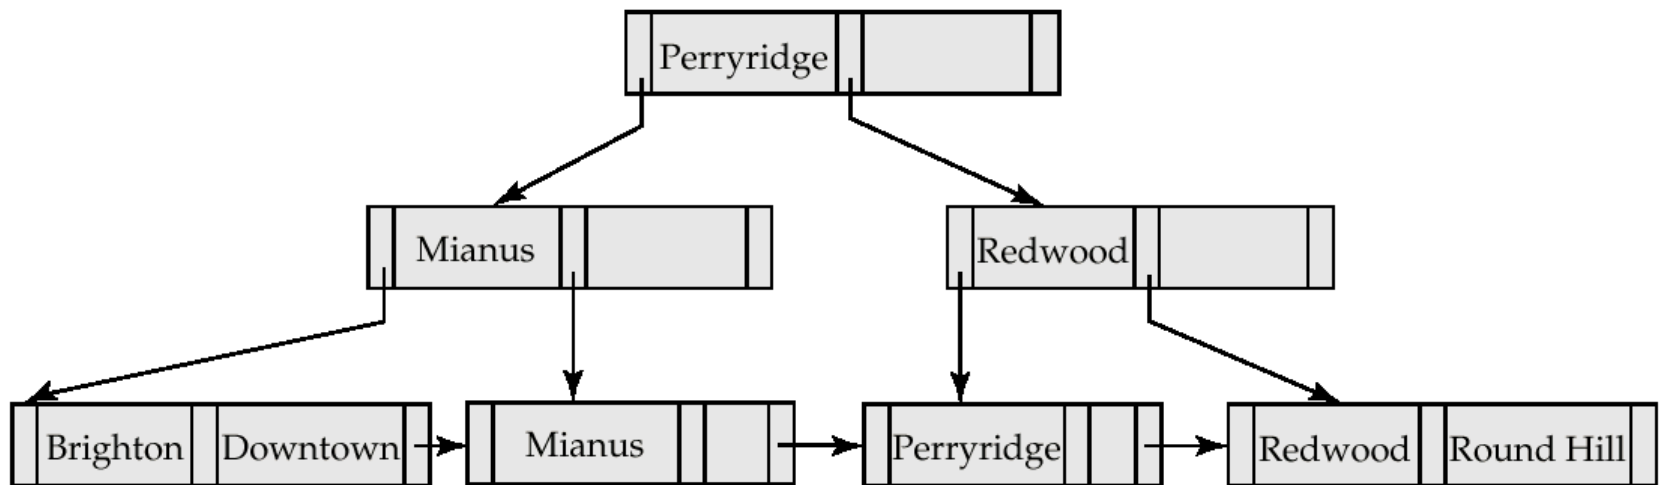 Perryridge
Mianus
Redwood
Brighton Downtown
Mianus
Perryridge
Redwood Round Hill